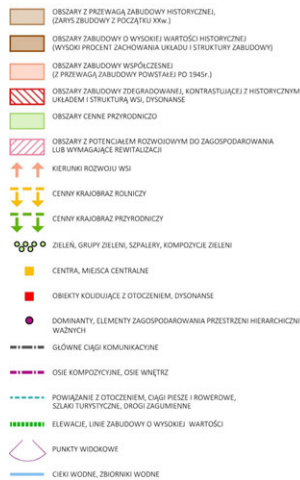 OBSZARY Z PRZEWAGĄ ZABUDOWY HISTORYCZNEJ,
(ZARYS ZBUDOWY Z POCZĄTKU XXw.)
OBSZARY ZABUDOWY O WYSOKIEJ WARTOŚCI HISTORYCZNEJ
(WYSOKI PROCENT ZACHOWANIA UKŁADU I STRUKTURY ZABUDOWY)
OBSZARY ZABUDOWY WSPÓŁCZESNEJ
(Z PRZEWAGĄ ZABUDOWY POWSTAŁEJ PO 1945r.)
OBSZARY ZABUDOWY ZDEGRADOWANEJ, KONTRASTUJĄCEJ Z HISTORYCZNYM
UKŁADEM I STRUKTURĄ WSI, DYSONANSE
OBSZARY CENNE PRZYRODNICZO
OBSZARY Z POTENCJAŁEM ROZWOJOWYM DO ZAGOSPODAROWANIA
LUB WYMAGAJĄCE REWITALIZACJI
KIERUNKI ROZWOJU WSI
CENNY KRAJOBRAZ ROLNICZY
CENNY KRAJOBRAZ PRZYRODNICZY
ZIELEŃ, GRUPY ZIELENI, SZPALERY, KOMPOZYCJE ZIELENI
CENTRA, MIEJSCA CENTRALNE
OBIEKTY KOLIDUJĄCE Z OTOCZENIEM, DYSONANSE
DOMINANTY, ELEMENTY ZAGOSPODAROWANIA PRZESTRZENI HIERARCHICZNI
WAŻNYCH
GŁÓWNE CIĄGI KOMUNIKACYJNE
OSIE KOMPOZYCYJNE, OSIE WNĘTRZ
POWIĄZANIE Z OTOCZENIEM, CIĄGI PIESZE I ROWEROWE,
SZLAKI TURYSTYCZNE, DROGI ZAGUMIENNE
ELEWACJE, LINIE ZABUDOWY O WYSOKIEJ WARTOŚCI
PUNKTY WIDOKOWE
CIEKI WODNE, ZBIORNIKI WODNE